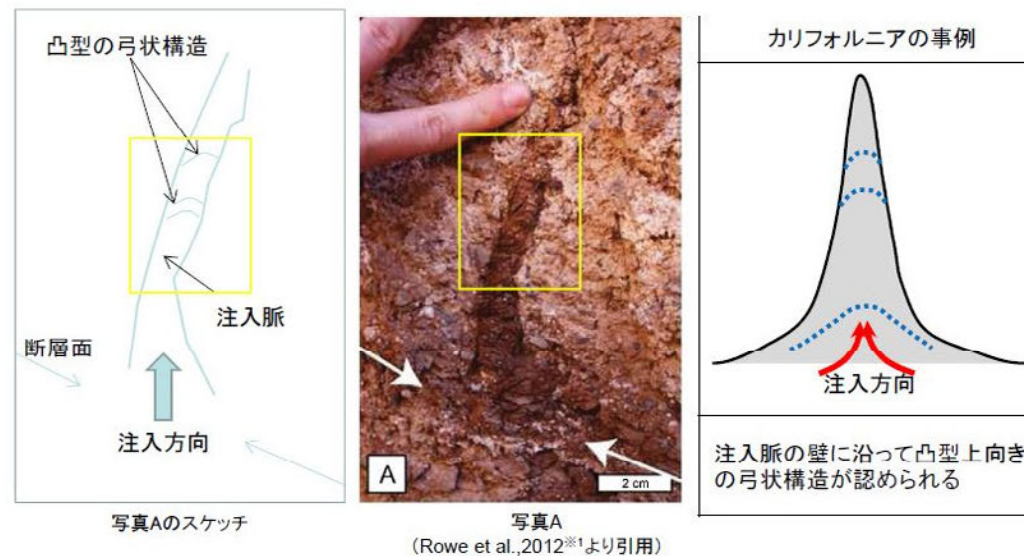 凸型の弓状構造
注入脈
断層面
注入方向
写真Aのスケッチ
A
2 cm
写真A
(Rowe et al.,2012※1より引用)
カリフォルニアの事例
注入方向
注入脈の壁に沿って凸型上向き
の弓状構造が認められる